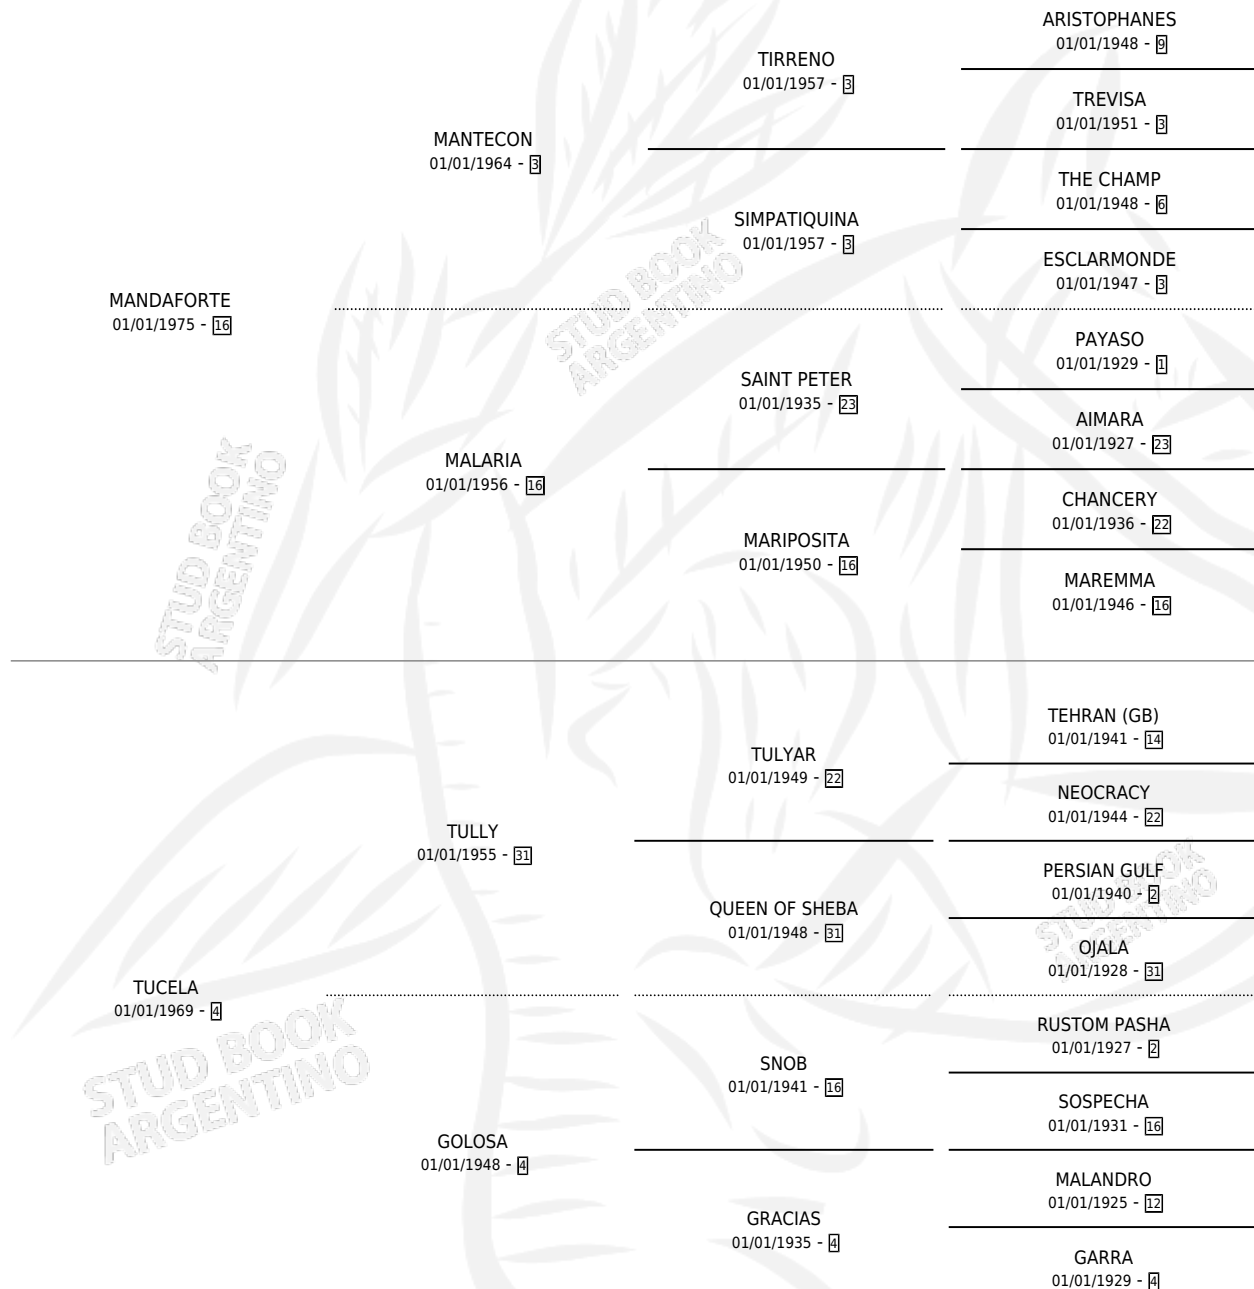 ARISTOPHANES
01/01/1948 - 9
TIRRENO
01/01/1957 - 3
TREVISA
01/01/1951 - 3
MANTECON
01/01/1964 - 3
THE CHAMP
01/01/1948 - 6
SIMPATIQUINA
01/01/1957 - 3
ESCLARMONDE
01/01/1947 - 3
MANDAFORTE
01/01/1975 - 16
PAYASO
01/01/1929 - 1
SAINT PETER
01/01/1935 - 23
AIMARA
01/01/1927 - 23
MALARIA
01/01/1956 - 16
CHANCERY
01/01/1936 - 22
MARIPOSITA
01/01/1950 - 16
MAREMMA
01/01/1946 - 16
TEHRAN (GB)
01/01/1941 - 14
TULYAR
01/01/1949 - 22
NEOCRACY
01/01/1944 - 22
TULLY
01/01/1955 - 31
PERSIAN GULF
01/01/1940 - 2
QUEEN OF SHEBA
01/01/1948 - 31
OJALA
01/01/1928 - 31
TUCELA
01/01/1969 - 4
RUSTOM PASHA
01/01/1927 - 2
SNOB
01/01/1941 - 16
SOSPECHA
01/01/1931 - 16
GOLOSA
01/01/1948 - 4
MALANDRO
01/01/1925 - 12
GRACIAS
01/01/1935 - 4
GARRA
01/01/1929 - 4
STUD BOOK
ARGENTINO
STUD BOOK
ARGENTINO
STUD BOOK
ARGENTINO
STUD BOOK
ARGENTINO